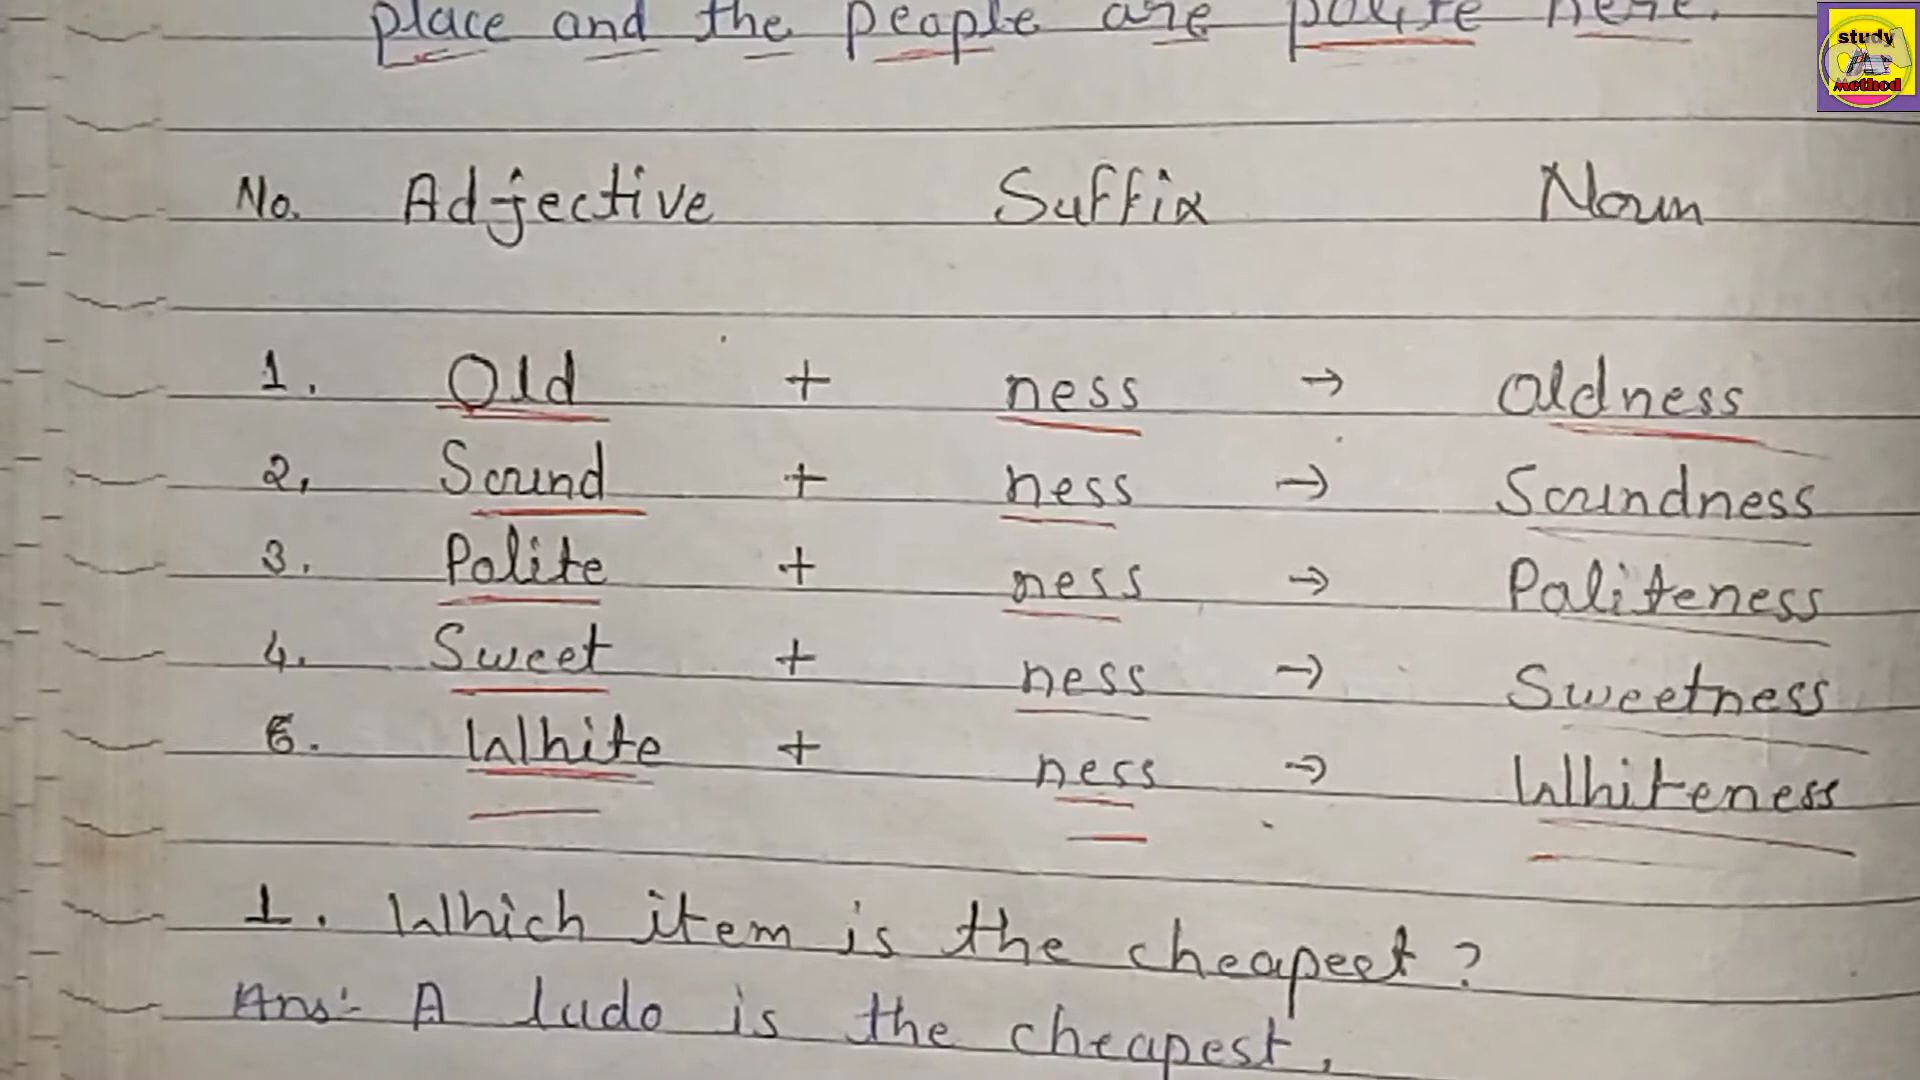 place and the people are polite here.
study
Method
No. Adjective Suffix Noun
1. Old + ness → Oldness
2. Sound + ness → Soundness
3. Polite + ness → Politeness
4. Sweet + ness → Sweetness
5. White + ness → Whiteness
1. Which item is the cheapest?
Ans:- A ludo is the cheapest.